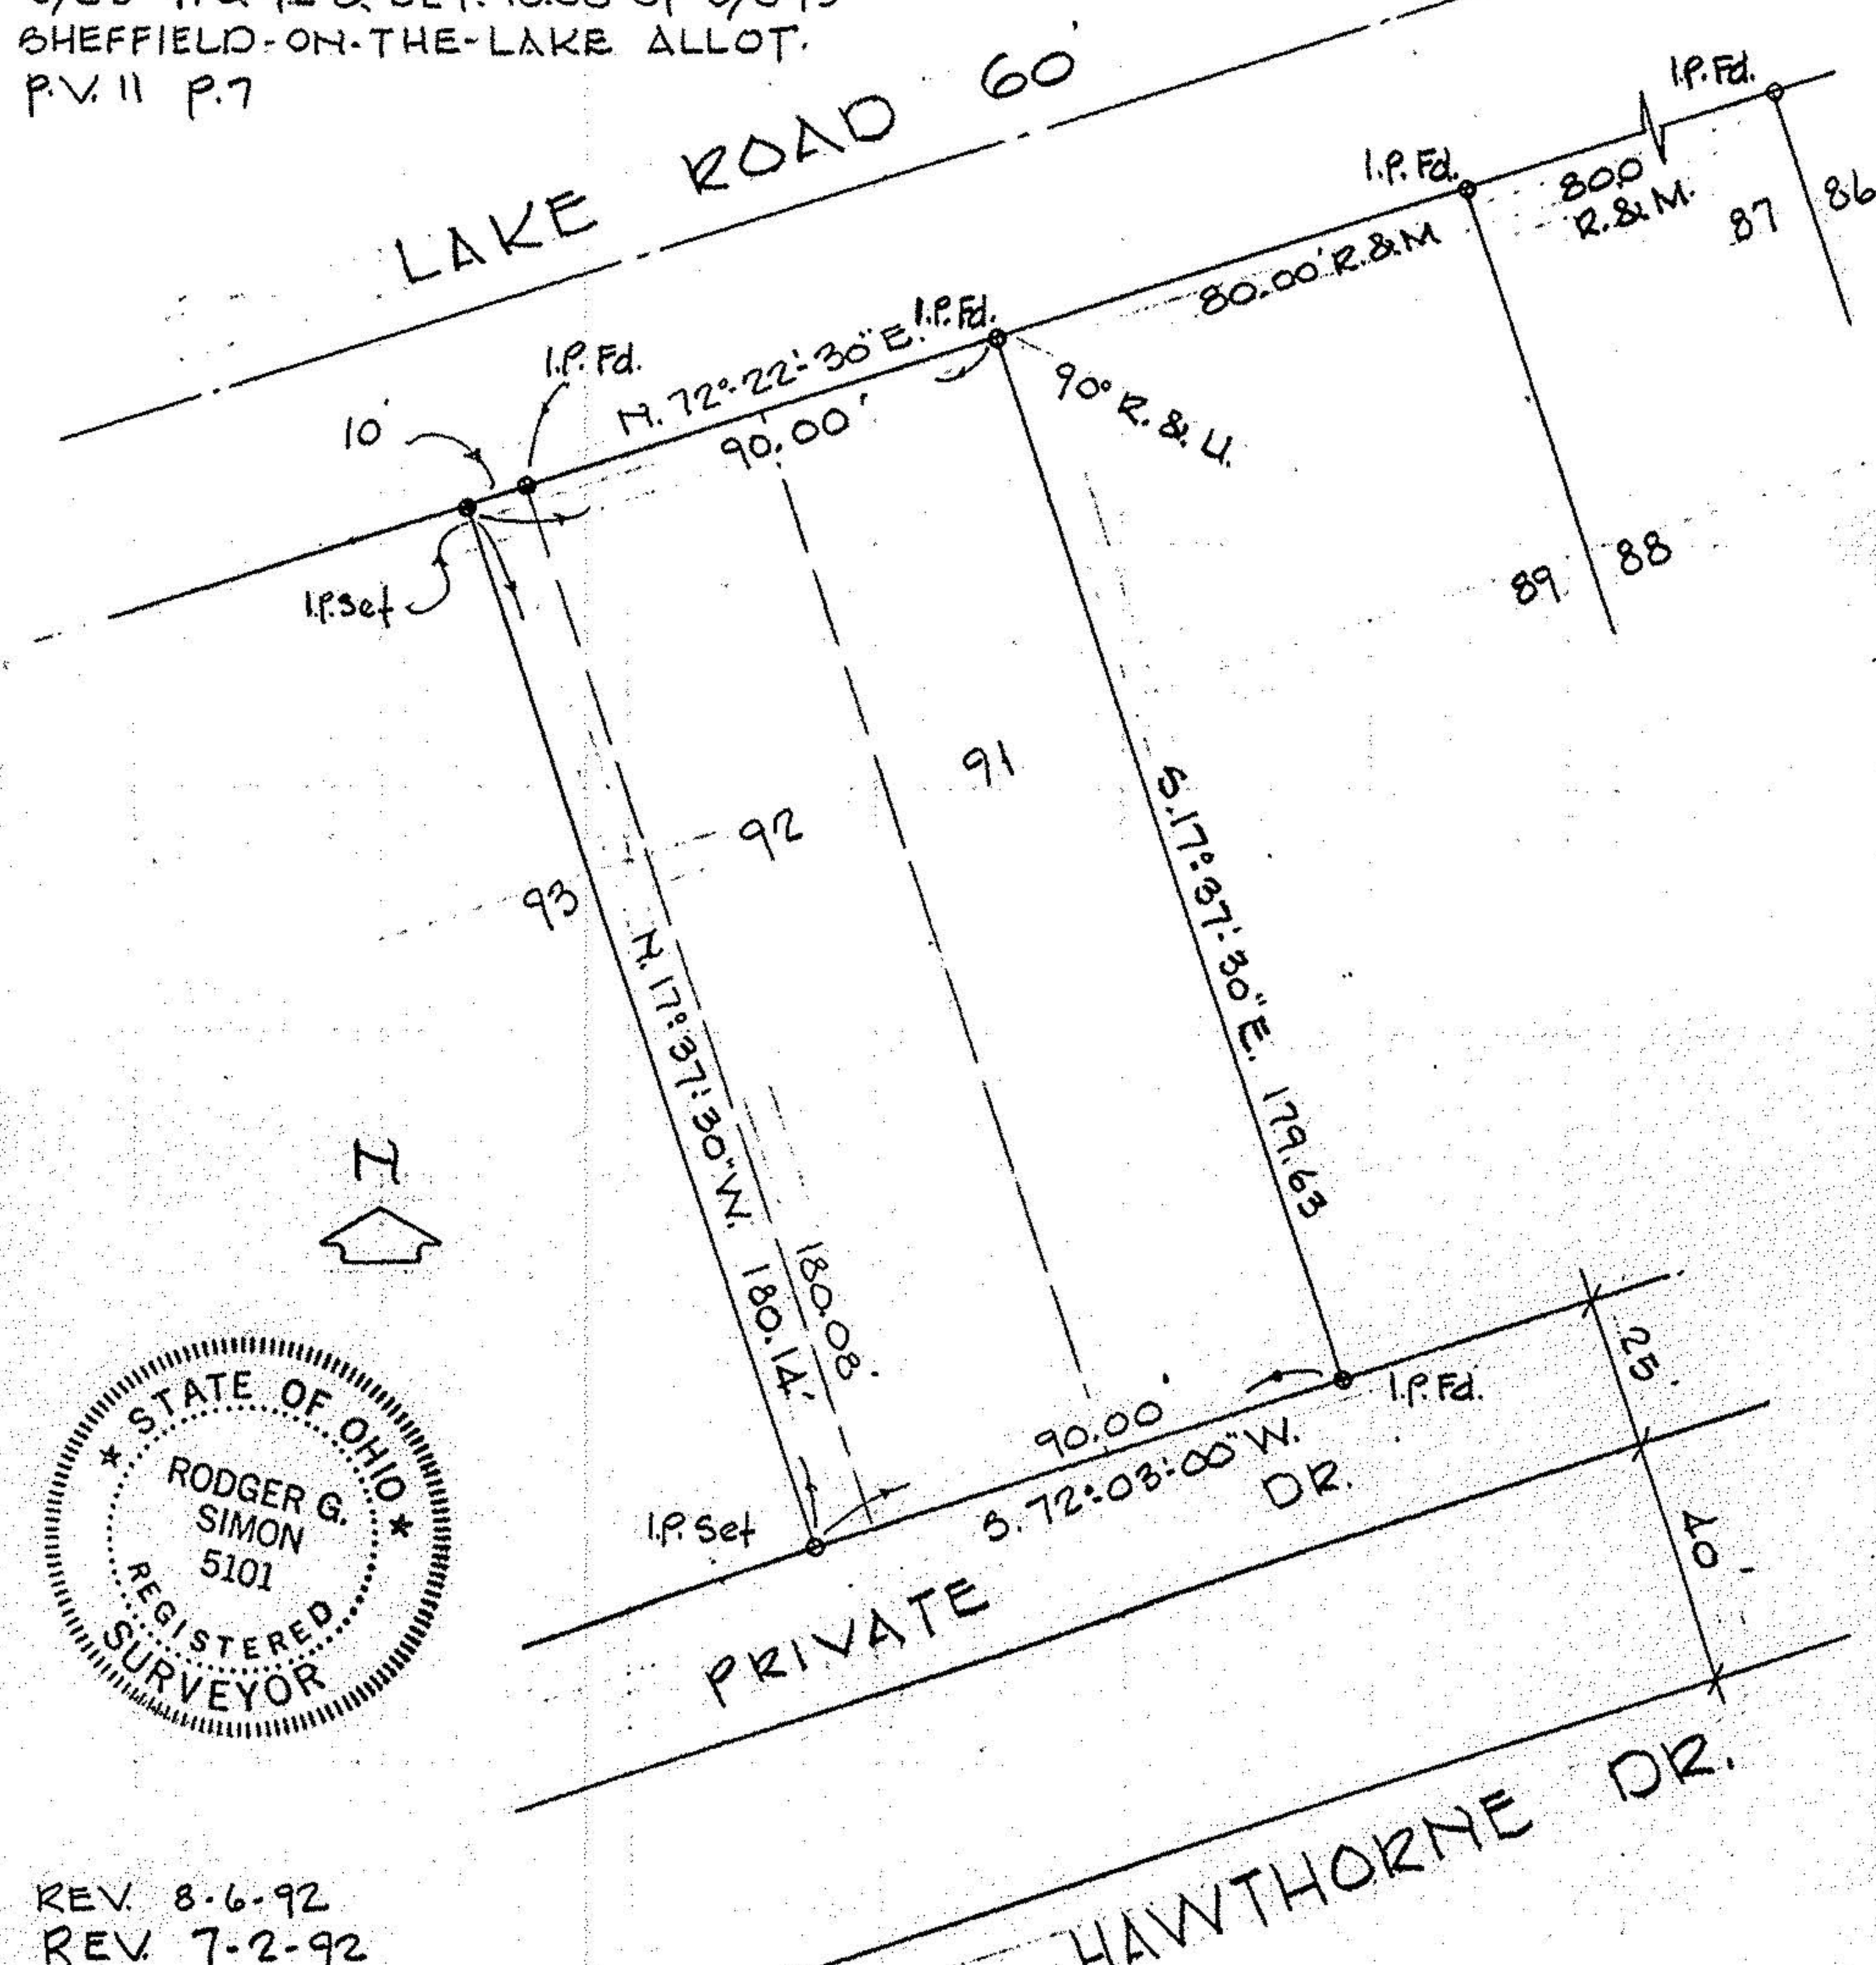 SHEFFIELD-ON-THE-LAKE ALLOT.
P.V. 11 P.7
LAKE ROAD 60'
I.P. Fd.
I.P. Fd.
800
R. & M.
87
86
80.00' R. & M
I.P. Fd.
I.P. Fd.
N. 72°-22'-30" E.
90.00'
10'
90° R. & U.
I.P. Set
89
88
91
92
93
S. 17°-37'-30" E. 179.63
N. 17°-37'-30" W. 180.14
180.08
N
25
40
I.P. Fd.
90.00'
S. 72°-03'-00" W.
I.P. Set
PRIVATE DR.
HAWTHORNE DR.
STATE OF OHIO
RODGER G.
SIMON
5101
REGISTERED
SURVEYOR
REV. 8-6-92
REV. 7-2-92